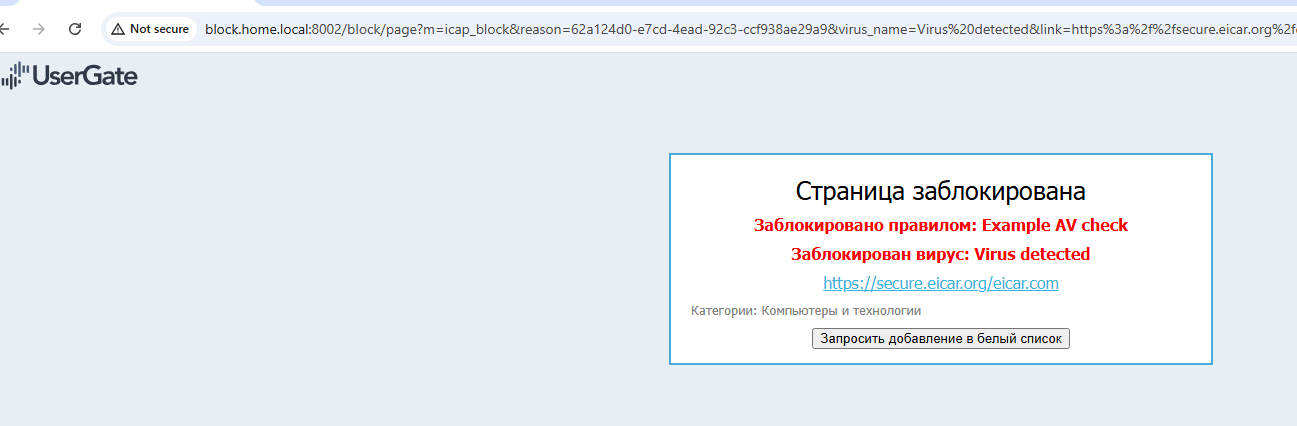 Not secure block.home.local:8002/block/page?m=icap_block&reason=62a124d0-e7cd-4ead-92c3-ccf938ae29a9&virus_name=Virus%20detected&link=https%3a%2f%2fsecure.eicar.org%2f
UserGate
Страница заблокирована
Заблокировано правилом: Example AV check
Заблокирован вирус: Virus detected
https://secure.eicar.org/eicar.com
Категории: Компьютеры и технологии
Запросить добавление в белый список